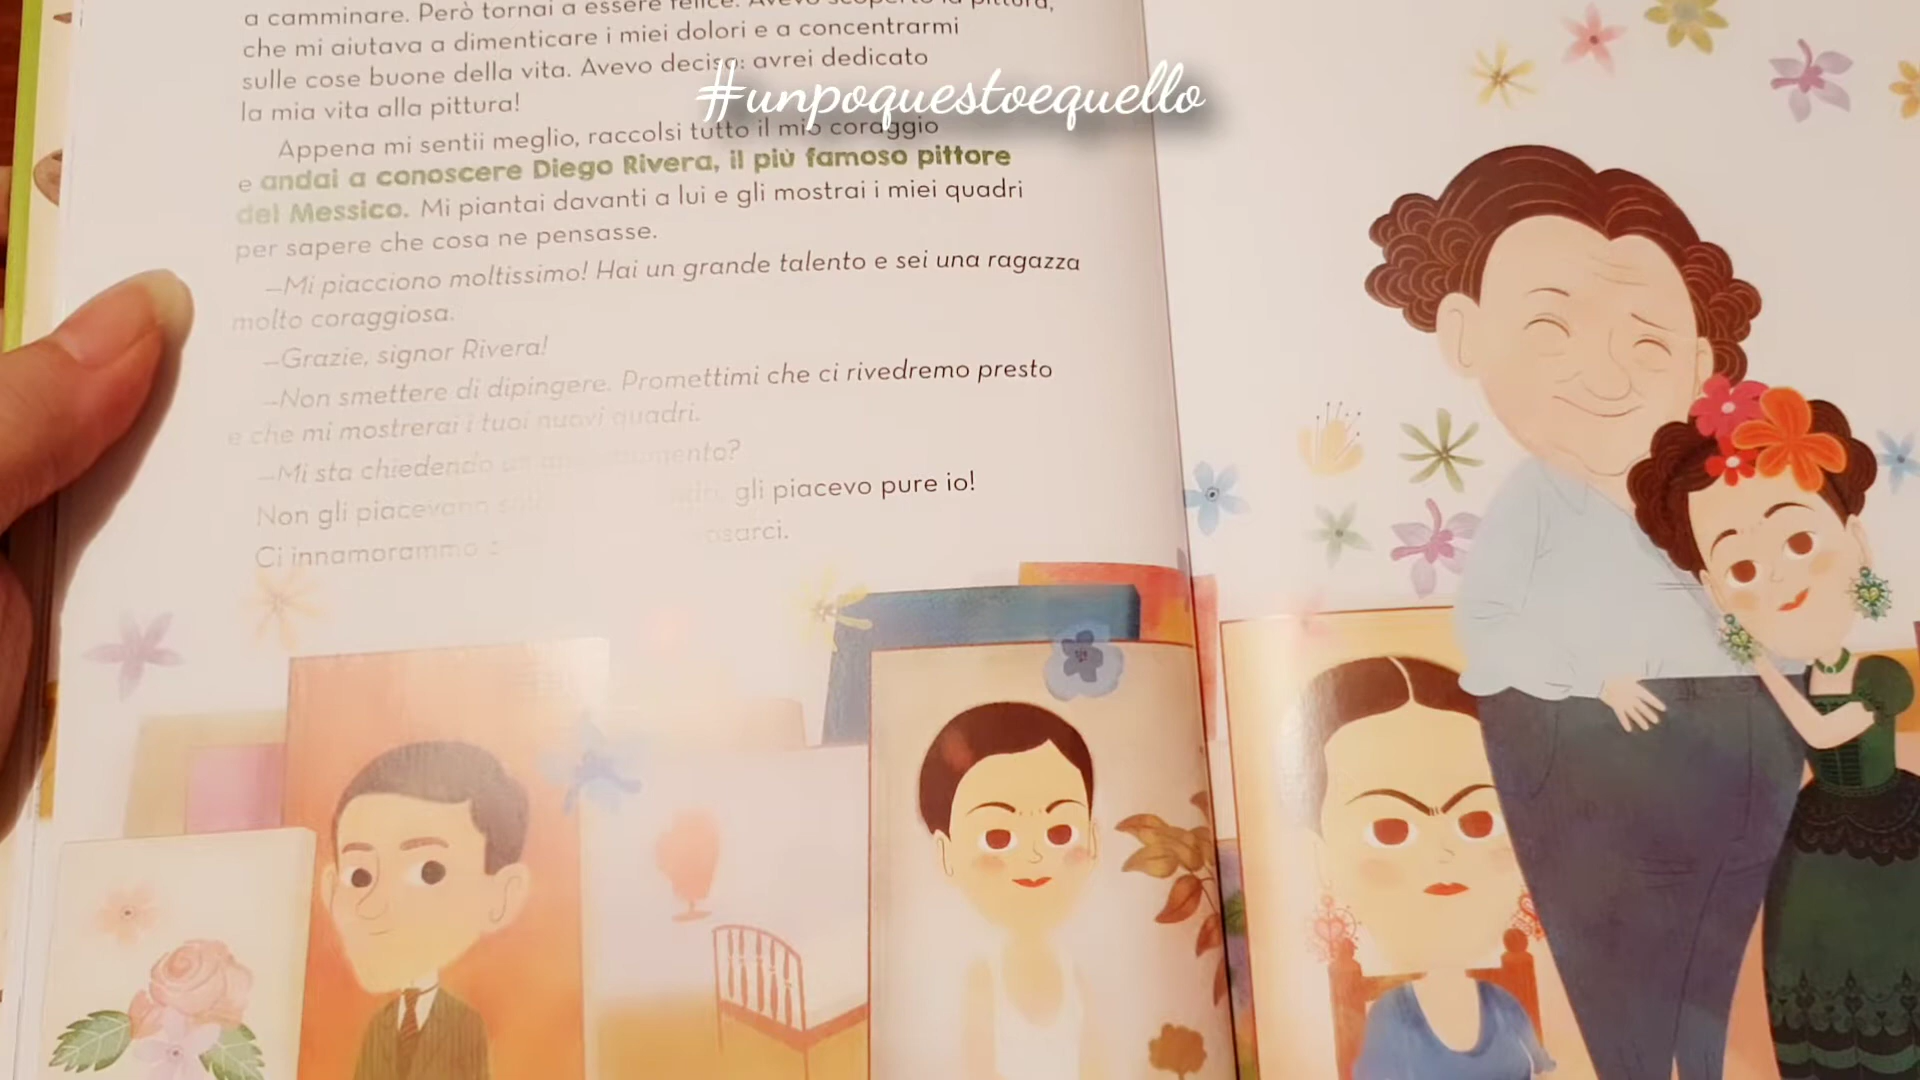 a camminare. Però tornai a essere felice. Avevo scoperto la pittura,
che mi aiutava a dimenticare i miei dolori e a concentrarmi
sulle cose buone della vita. Avevo deciso: avrei dedicato
la mia vita alla pittura!
#unpoquestoequello
Appena mi sentii meglio, raccolsi tutto il mio coraggio
e andai a conoscere Diego Rivera, il più famoso pittore
del Messico. Mi piantai davanti a lui e gli mostrai i miei quadri
per sapere che cosa ne pensasse.
—Mi piacciono moltissimo! Hai un grande talento e sei una ragazza
molto coraggiosa.
—Grazie, signor Rivera!
—Non smettere di dipingere. Promettimi che ci rivedremo presto
e che mi mostrerai i tuoi nuovi quadri.
—Mi sta chiedendo un appuntamento?
Non gli piacevano gli piacevo pure io!
Ci innamorammo